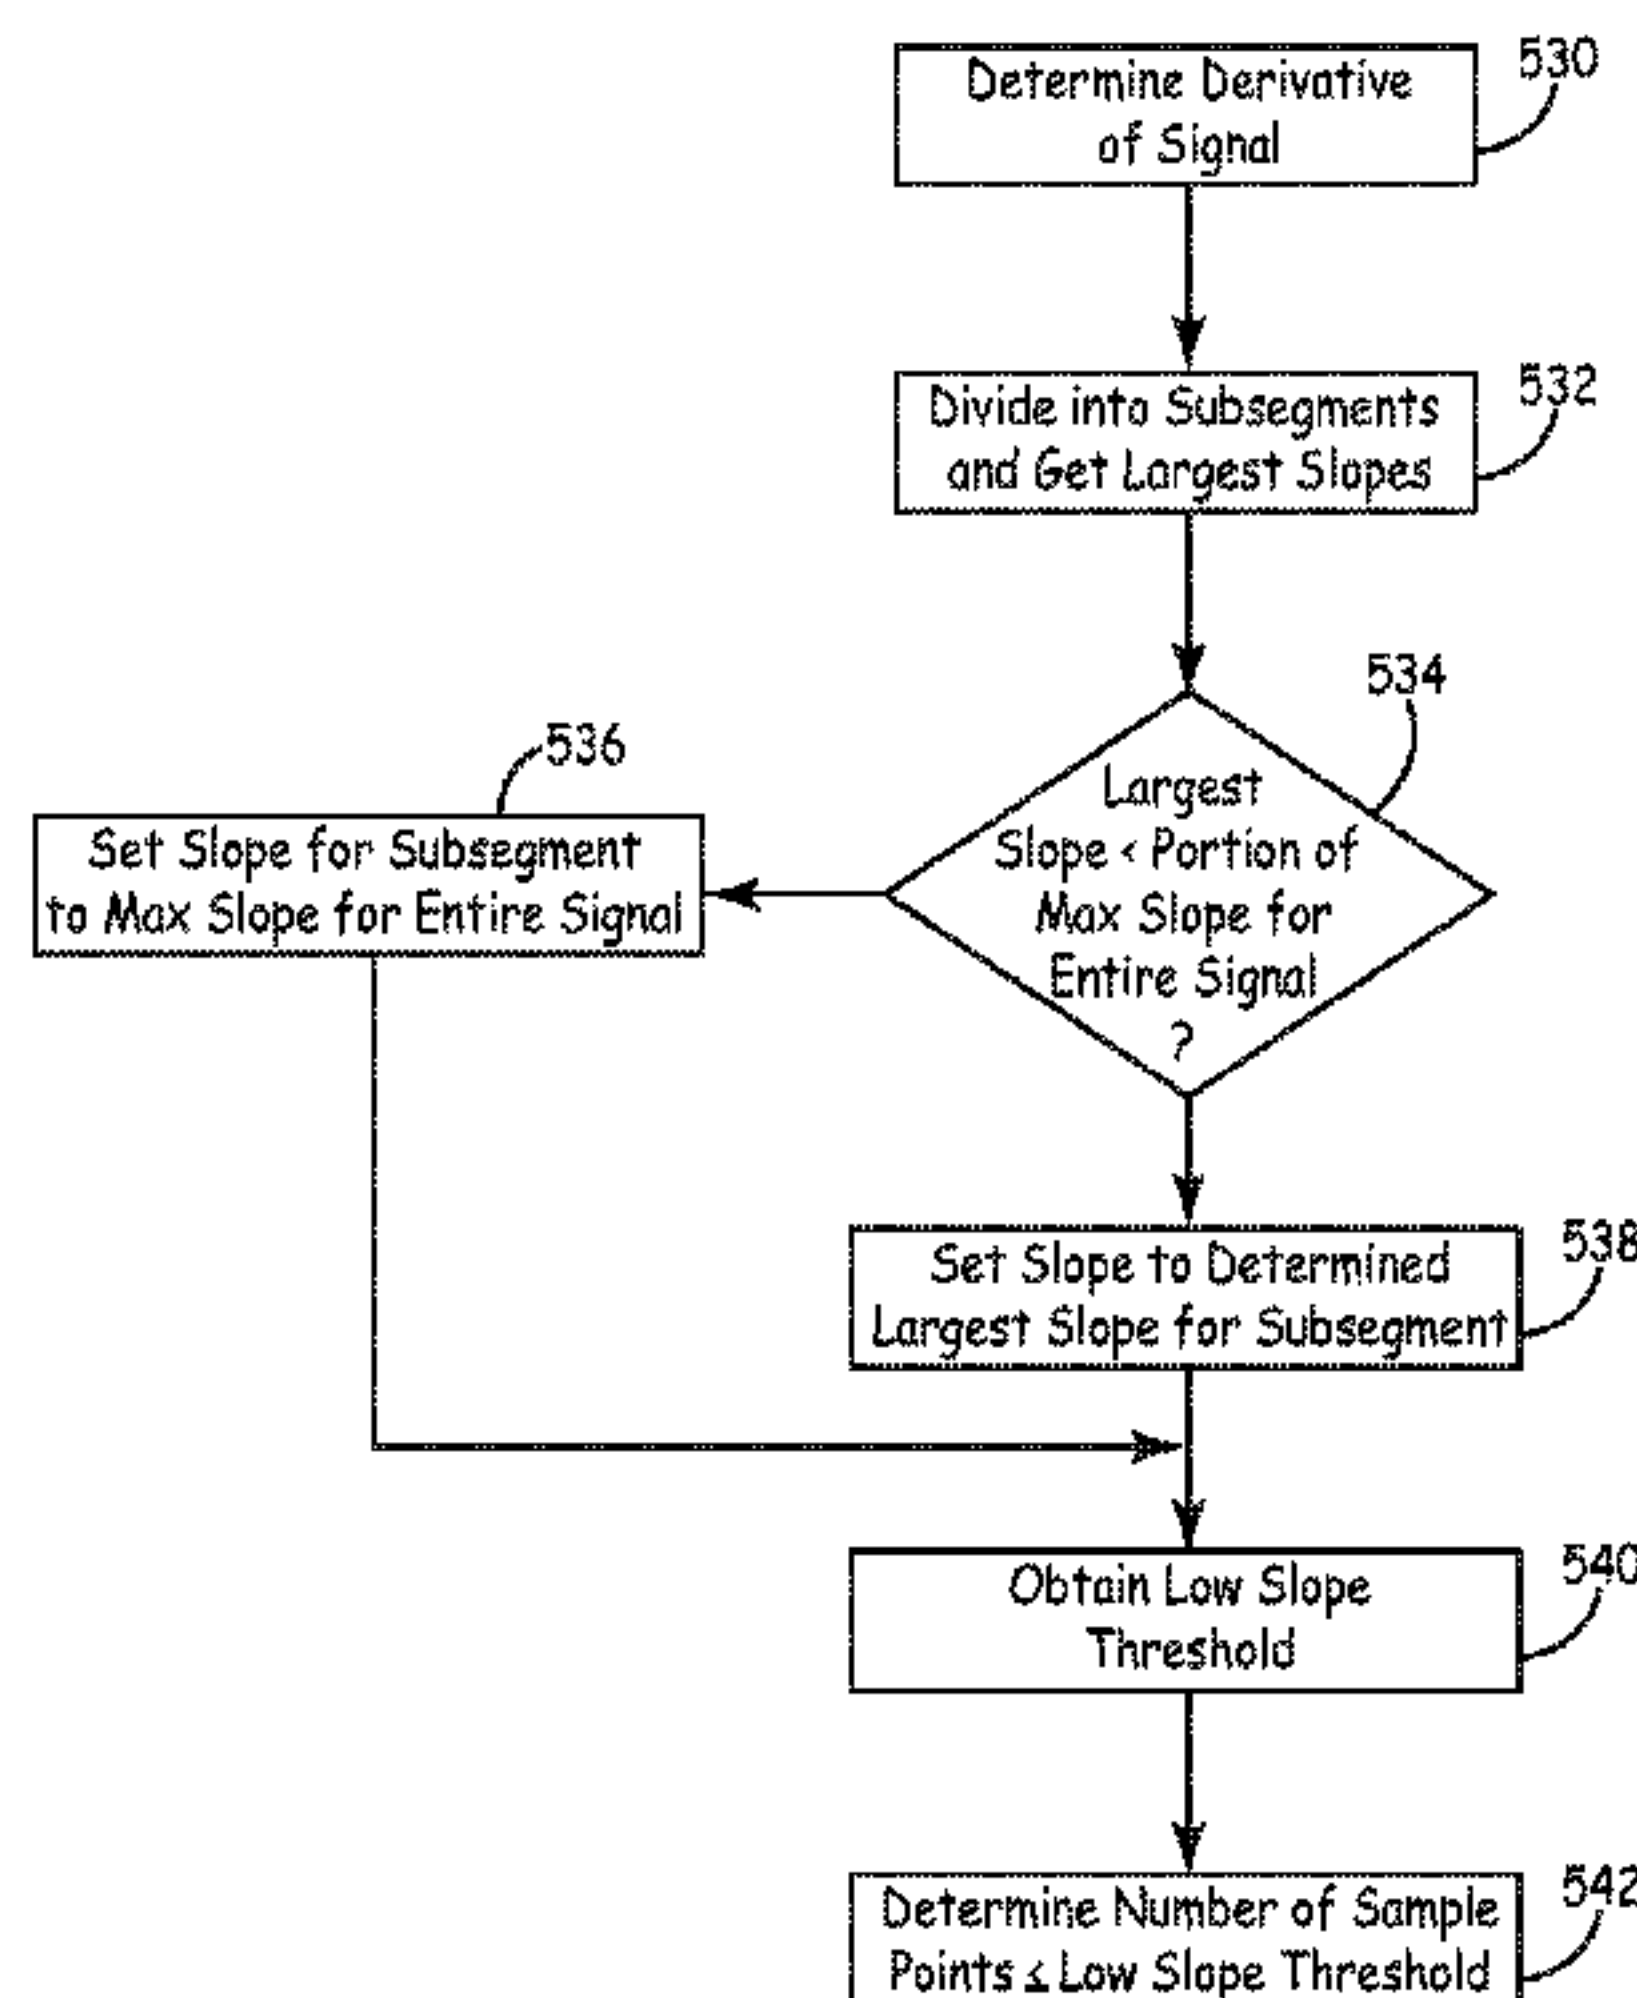 Determine Derivative
of Signal
530
Divide into Subsegments
and Get Largest Slopes
532
534
Largest
Slope < Portion of
Max Slope for
Entire Signal
?
536
Set Slope for Subsegment
to Max Slope for Entire Signal
Set Slope to Determined
Largest Slope for Subsegment
538
Obtain Low Slope
Threshold
540
Determine Number of Sample
Points ≤ Low Slope Threshold
542